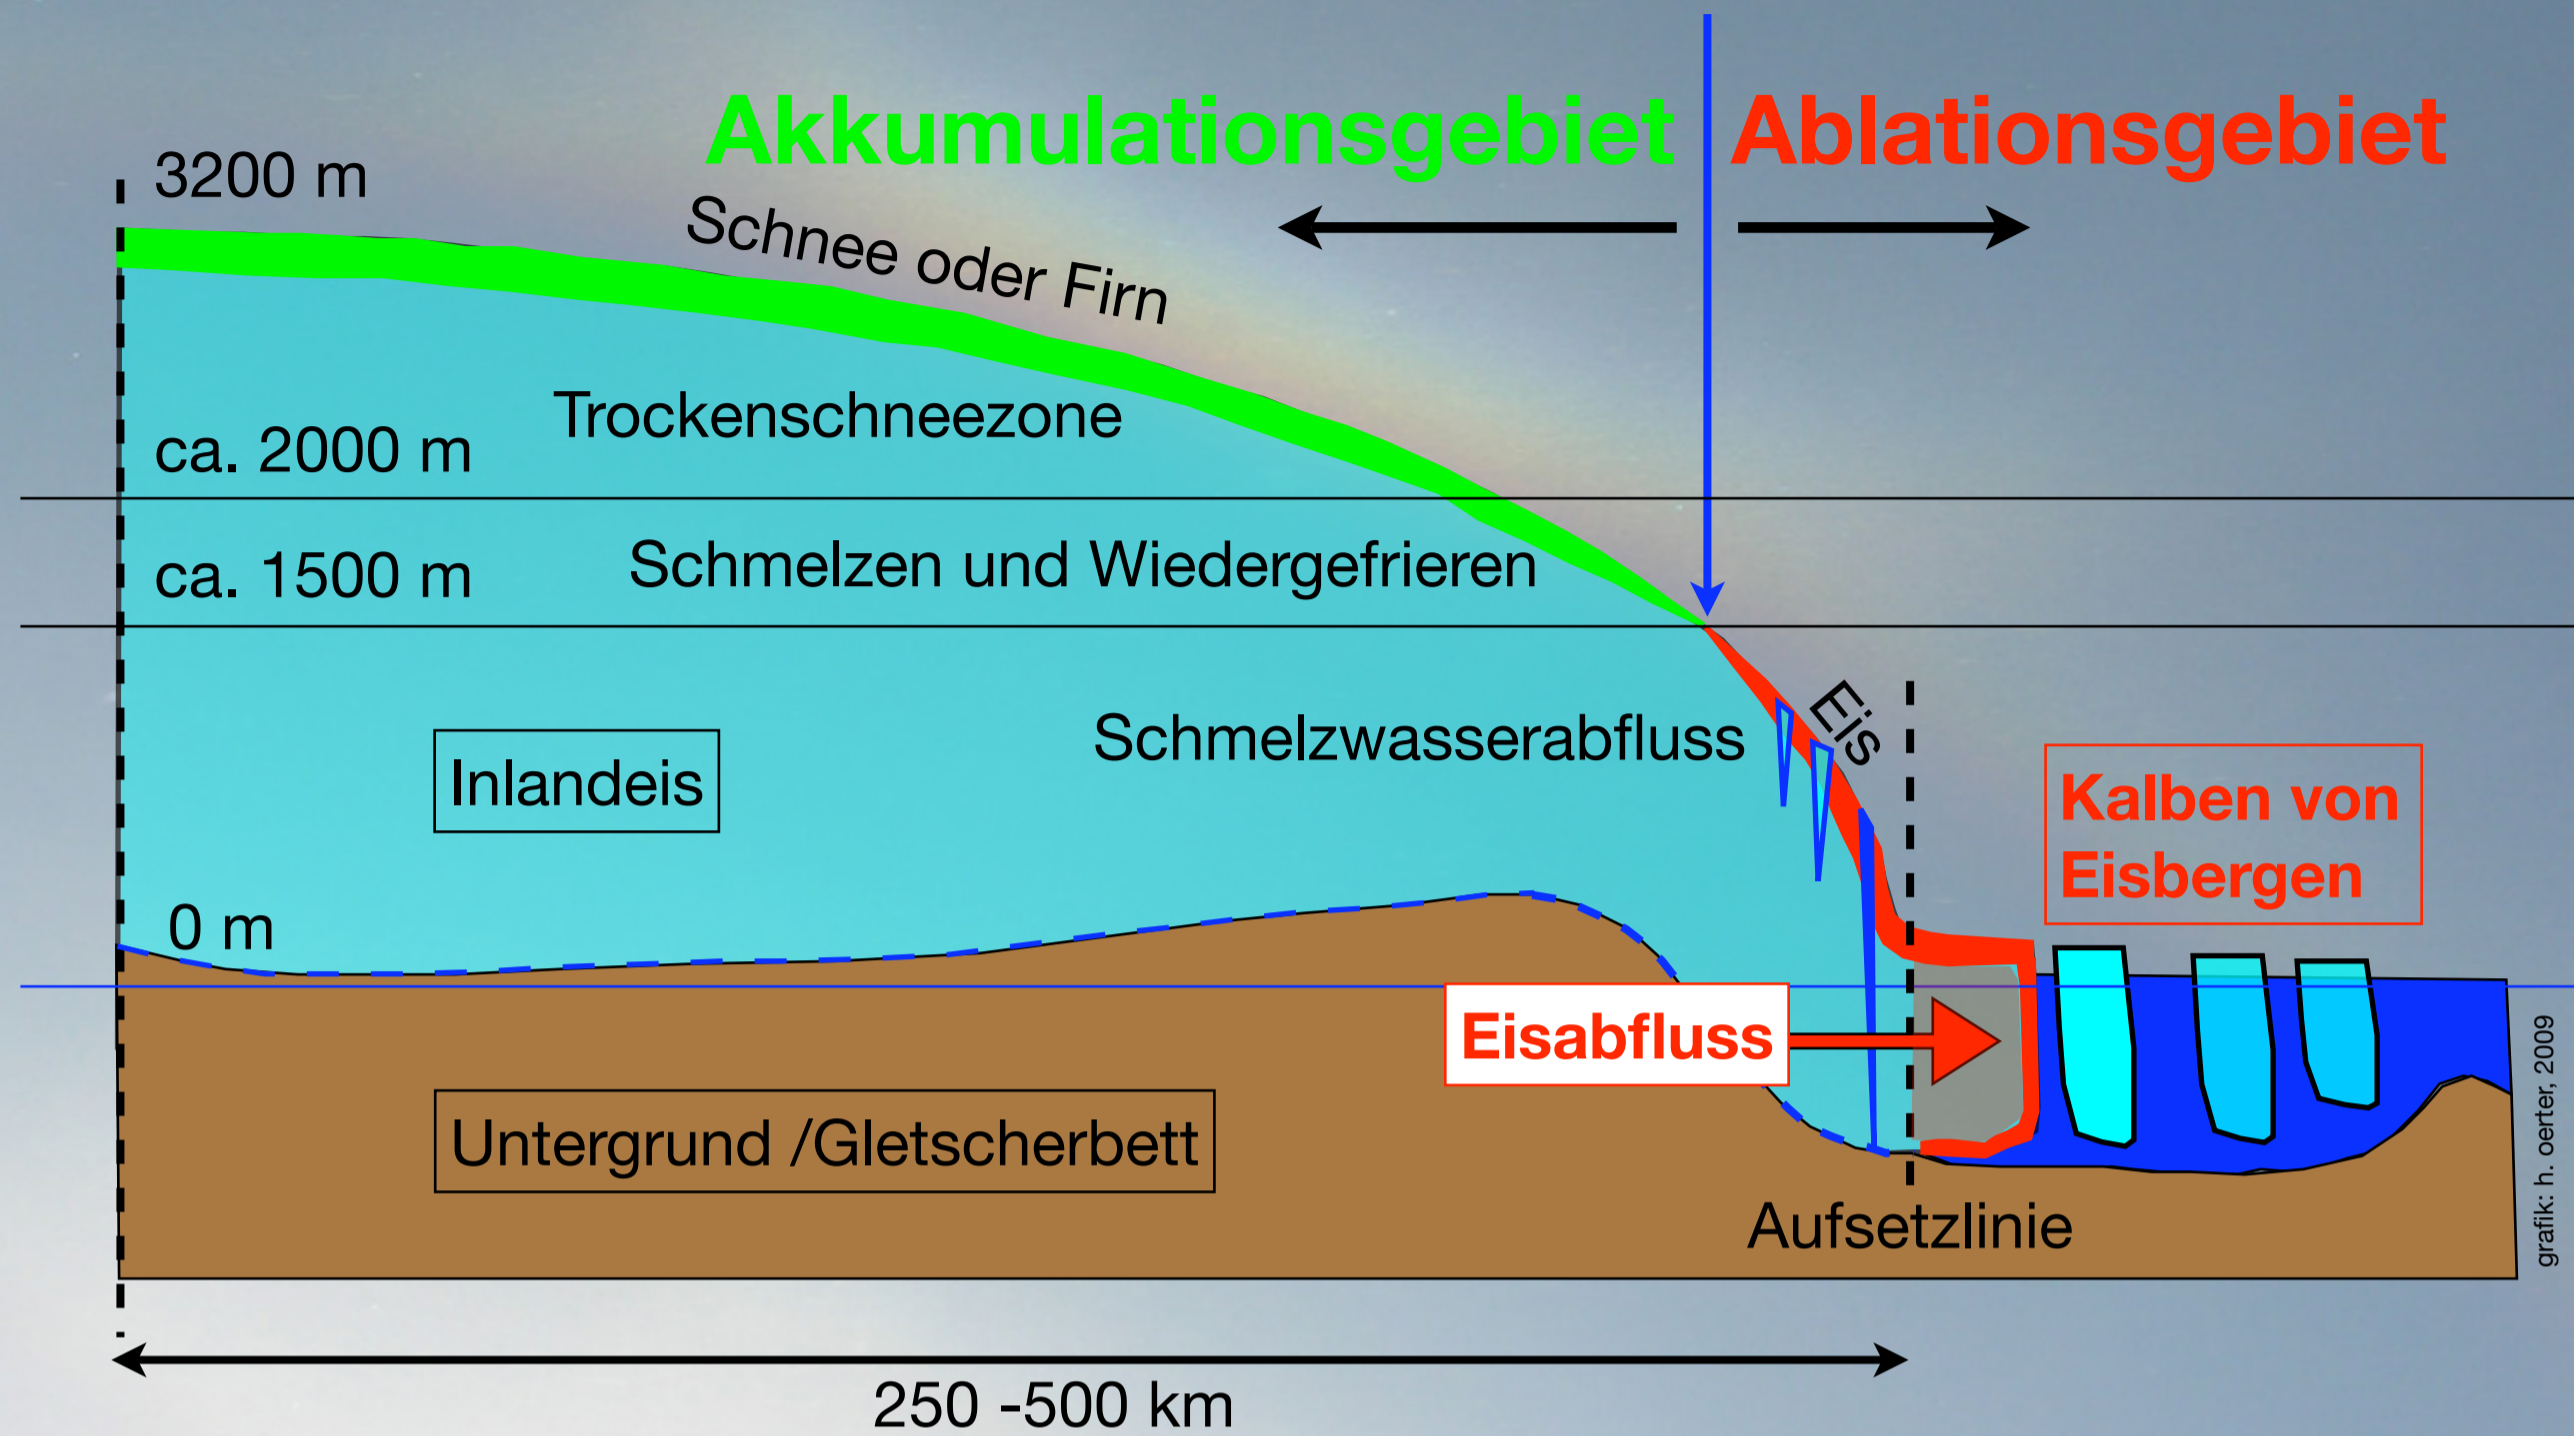 Akkumulationsgebiet
Ablationsgebiet
3200 m
Schnee oder Firn
Trockenschneezone
ca. 2000 m
Schmelzen und Wiedergefrieren
ca. 1500 m
Eis
Schmelzwasserabfluss
Inlandeis
Kalben von
Eisbergen
0 m
Eisabfluss
Untergrund /Gletscherbett
Aufsetzlinie
grafik: h. oerter, 2009
250 -500 km